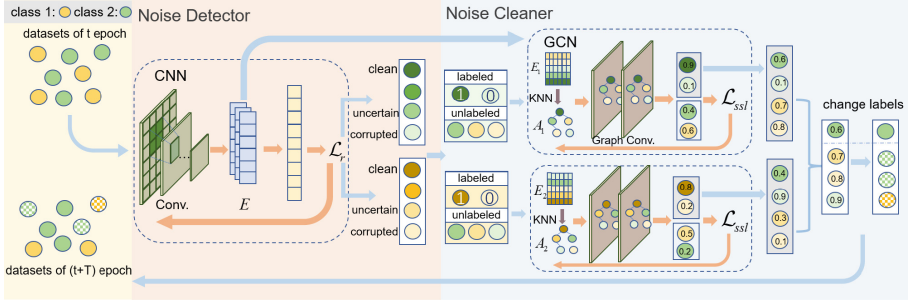 class 1: class 2:
Noise Detector
Noise Cleaner
datasets of t epoch
datasets of (t+T) epoch
CNN
Conv.
E
ℒr
clean
uncertain
corrupted
clean
uncertain
corrupted
labeled
1 0
unlabeled
labeled
1 0
unlabeled
GCN
E1
KNN
A1
Graph Conv.
0.9
0.1
0.4
0.6
ℒssl
E2
KNN
A2
0.8
0.2
0.5
0.2
ℒssl
0.6
0.1
0.7
0.8
0.4
0.9
0.3
0.1
change labels
0.6
0.7
0.8
0.9